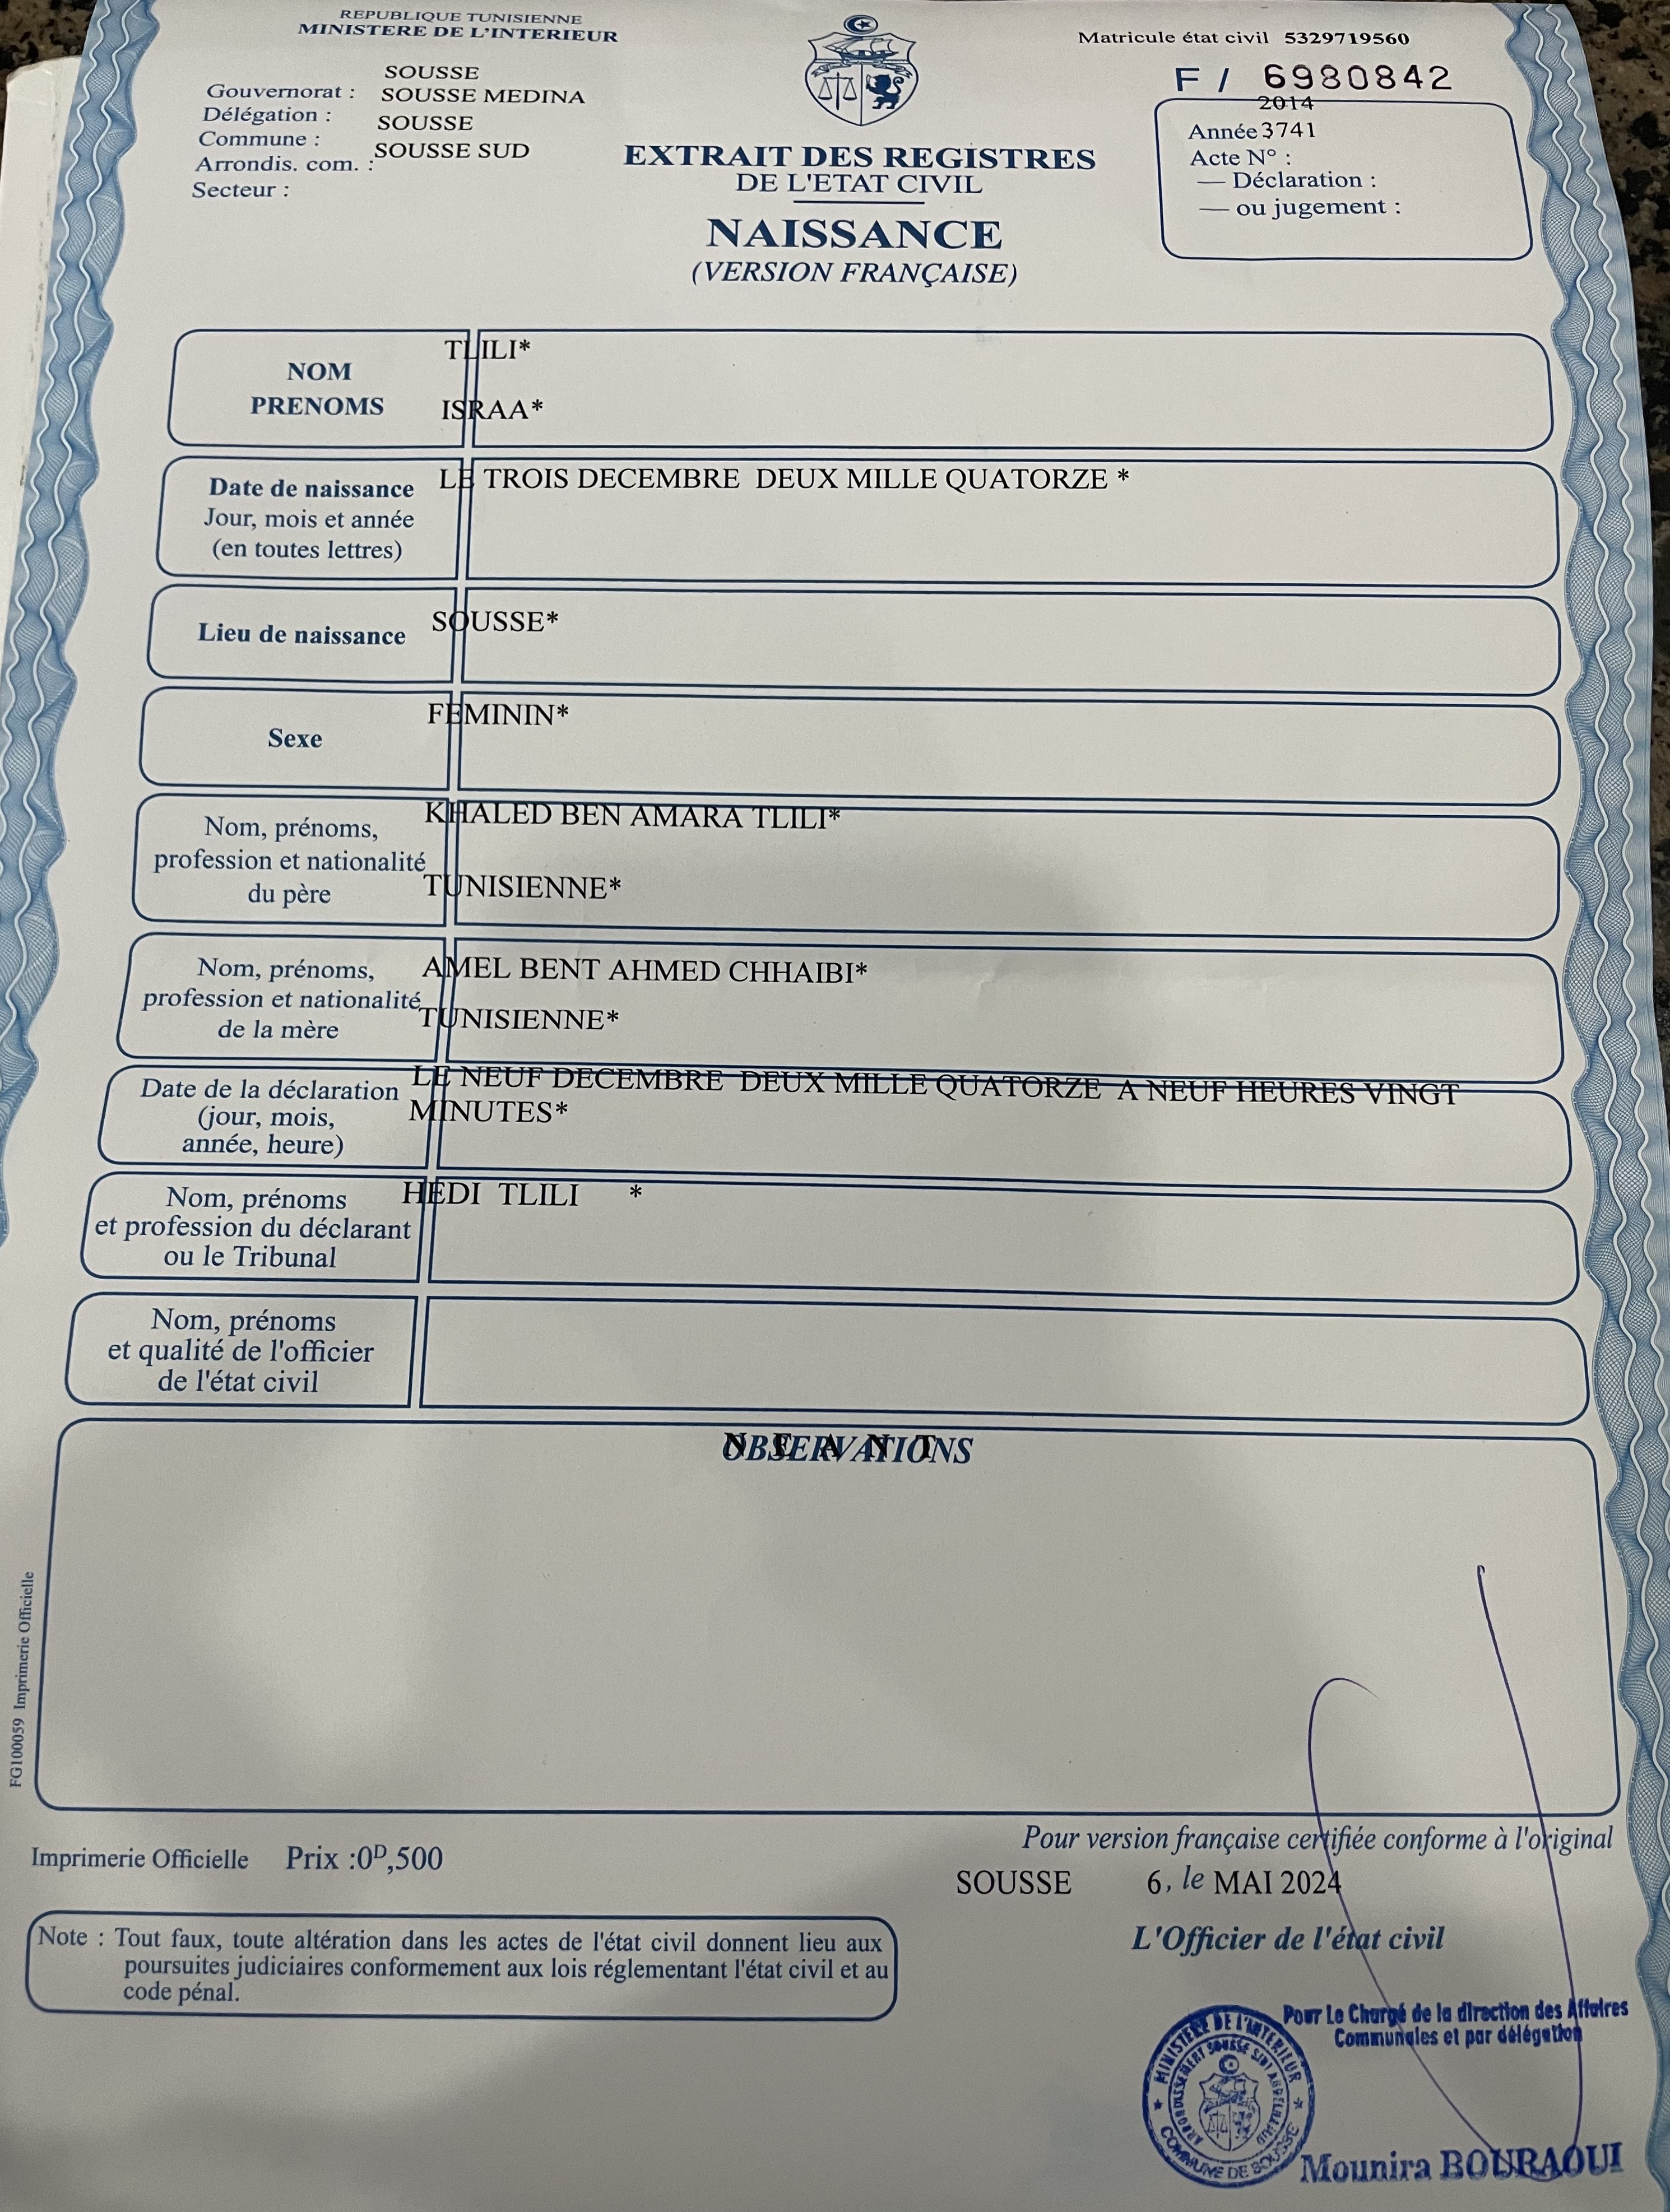 REPUBLIQUE TUNISIENNE
MINISTERE DE L'INTERIEUR
SOUSSE
Gouvernorat : SOUSSE MEDINA
Délégation : SOUSSE
Commune : SOUSSE SUD
Arrondis. com. :
Secteur :
EXTRAIT DES REGISTRES
DE L'ETAT CIVIL
NAISSANCE
(VERSION FRANÇAISE)
Matricule état civil 5329719560
F / 6980842
2014
Année 3741
Acte N° :
— Déclaration :
— ou jugement :
NOM
PRENOMS
TLILI*
ISRAA*
Date de naissance
Jour, mois et année
(en toutes lettres)
LE TROIS DECEMBRE DEUX MILLE QUATORZE *
Lieu de naissance
SOUSSE*
Sexe
FEMININ*
Nom, prénoms,
profession et nationalité
du père
KHALED BEN AMARA TLILI*
TUNISIENNE*
Nom, prénoms,
profession et nationalité
de la mère
AMEL BENT AHMED CHHAIBI*
TUNISIENNE*
Date de la déclaration
(jour, mois,
année, heure)
LE NEUF DECEMBRE DEUX MILLE QUATORZE A NEUF HEURES VINGT
MINUTES*
Nom, prénoms
et profession du déclarant
ou le Tribunal
HEDI TLILI *
Nom, prénoms
et qualité de l'officier
de l'état civil
OBSERVATIONS
N E A N T
FG100059 Imprimerie Officielle
Imprimerie Officielle Prix :0D,500
Note : Tout faux, toute altération dans les actes de l'état civil donnent lieu aux
poursuites judiciaires conformement aux lois réglementant l'état civil et au
code pénal.
Pour version française certifiée conforme à l'original
SOUSSE 6, le MAI 2024
L'Officier de l'état civil
Pour Le Chargé de la direction des Affaires
Communales et par délégation
MINISTERE DE L'INTERIEUR
COMMUNE DE SOUSSE
Mounira BOURAOUI